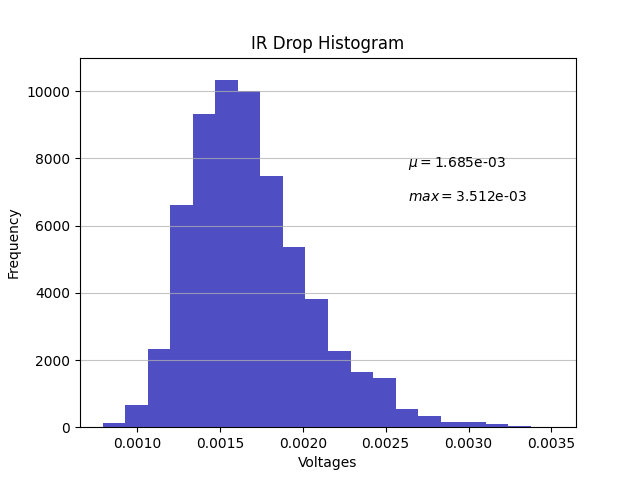 IR Drop Histogram
10000
8000
6000
4000
2000
0
Frequency
μ = 1.685e-03
max = 3.512e-03
0.0010 0.0015 0.0020 0.0025 0.0030 0.0035
Voltages